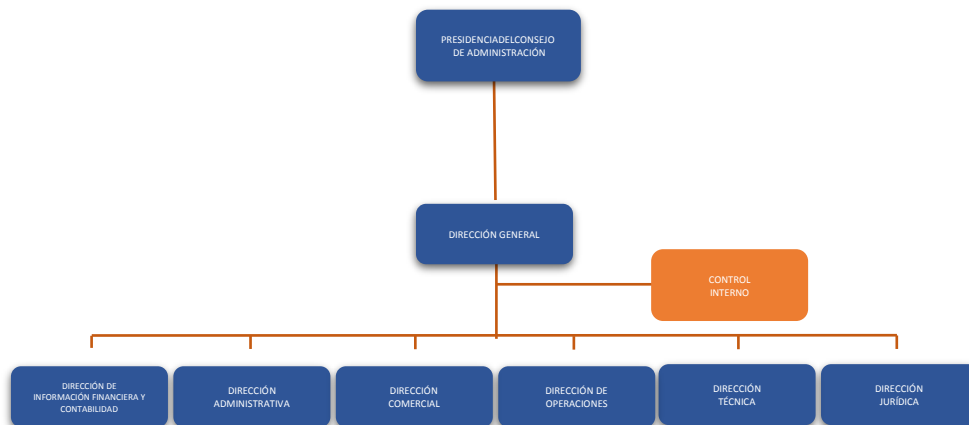 PRESIDENCIADELCONSEJO
DE ADMINISTRACIÓN
DIRECCIÓN GENERAL
CONTROL
INTERNO
DIRECCIÓN DE
INFORMACIÓN FINANCIERA Y
CONTABILIDAD
DIRECCIÓN
ADMINISTRATIVA
DIRECCIÓN
COMERCIAL
DIRECCIÓN DE
OPERACIONES
DIRECCIÓN
TÉCNICA
DIRECCIÓN
JURÍDICA